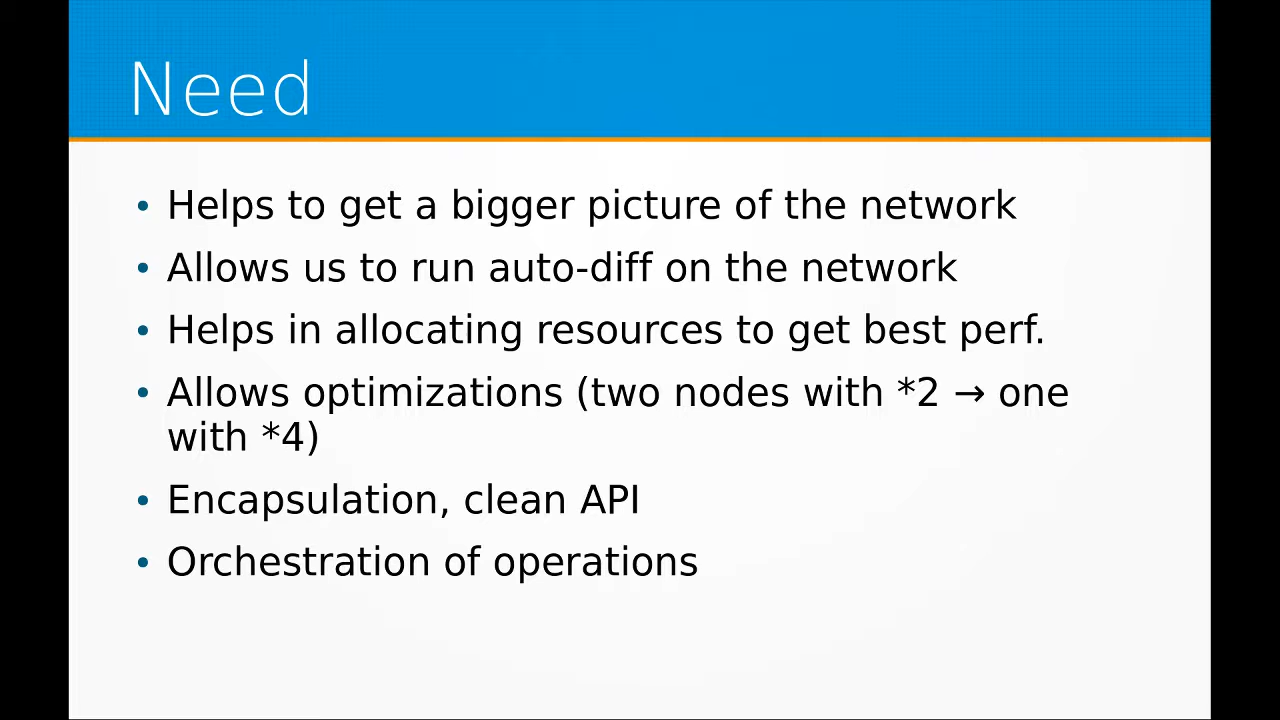 Need
• Helps to get a bigger picture of the network
• Allows us to run auto-diff on the network
• Helps in allocating resources to get best perf.
• Allows optimizations (two nodes with *2 → one
with *4)
• Encapsulation, clean API
• Orchestration of operations